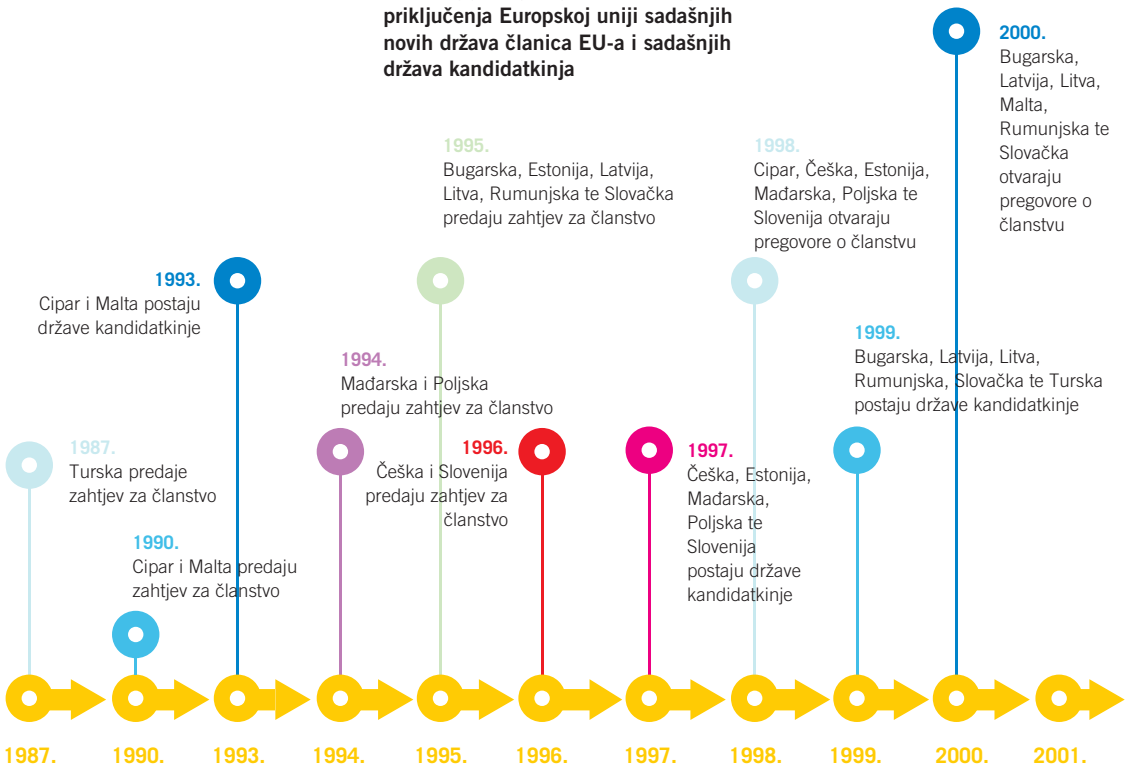 priključenja Europskoj uniji sadašnjih
novih država članica EU-a i sadašnjih
država kandidatkinja
1987.
Turska predaje
zahtjev za članstvo
1990.
Cipar i Malta predaju
zahtjev za članstvo
1993.
Cipar i Malta postaju
države kandidatkinje
1994.
Mađarska i Poljska
predaju zahtjev za članstvo
1995.
Bugarska, Estonija, Latvija,
Litva, Rumunjska te Slovačka
predaju zahtjev za članstvo
1996.
Češka i Slovenija
predaju zahtjev za
članstvo
1997.
Češka, Estonija,
Mađarska,
Poljska te
Slovenija
postaju države
kandidatkinje
1998.
Cipar, Češka, Estonija,
Mađarska, Poljska te
Slovenija otvaraju
pregovore o članstvu
1999.
Bugarska, Latvija, Litva,
Rumunjska, Slovačka te Turska
postaju države kandidatkinje
2000.
Bugarska,
Latvija, Litva,
Malta,
Rumunjska te
Slovačka
otvaraju
pregovore o
članstvu
1987. 1990. 1993. 1994. 1995. 1996. 1997. 1998. 1999. 2000. 2001.